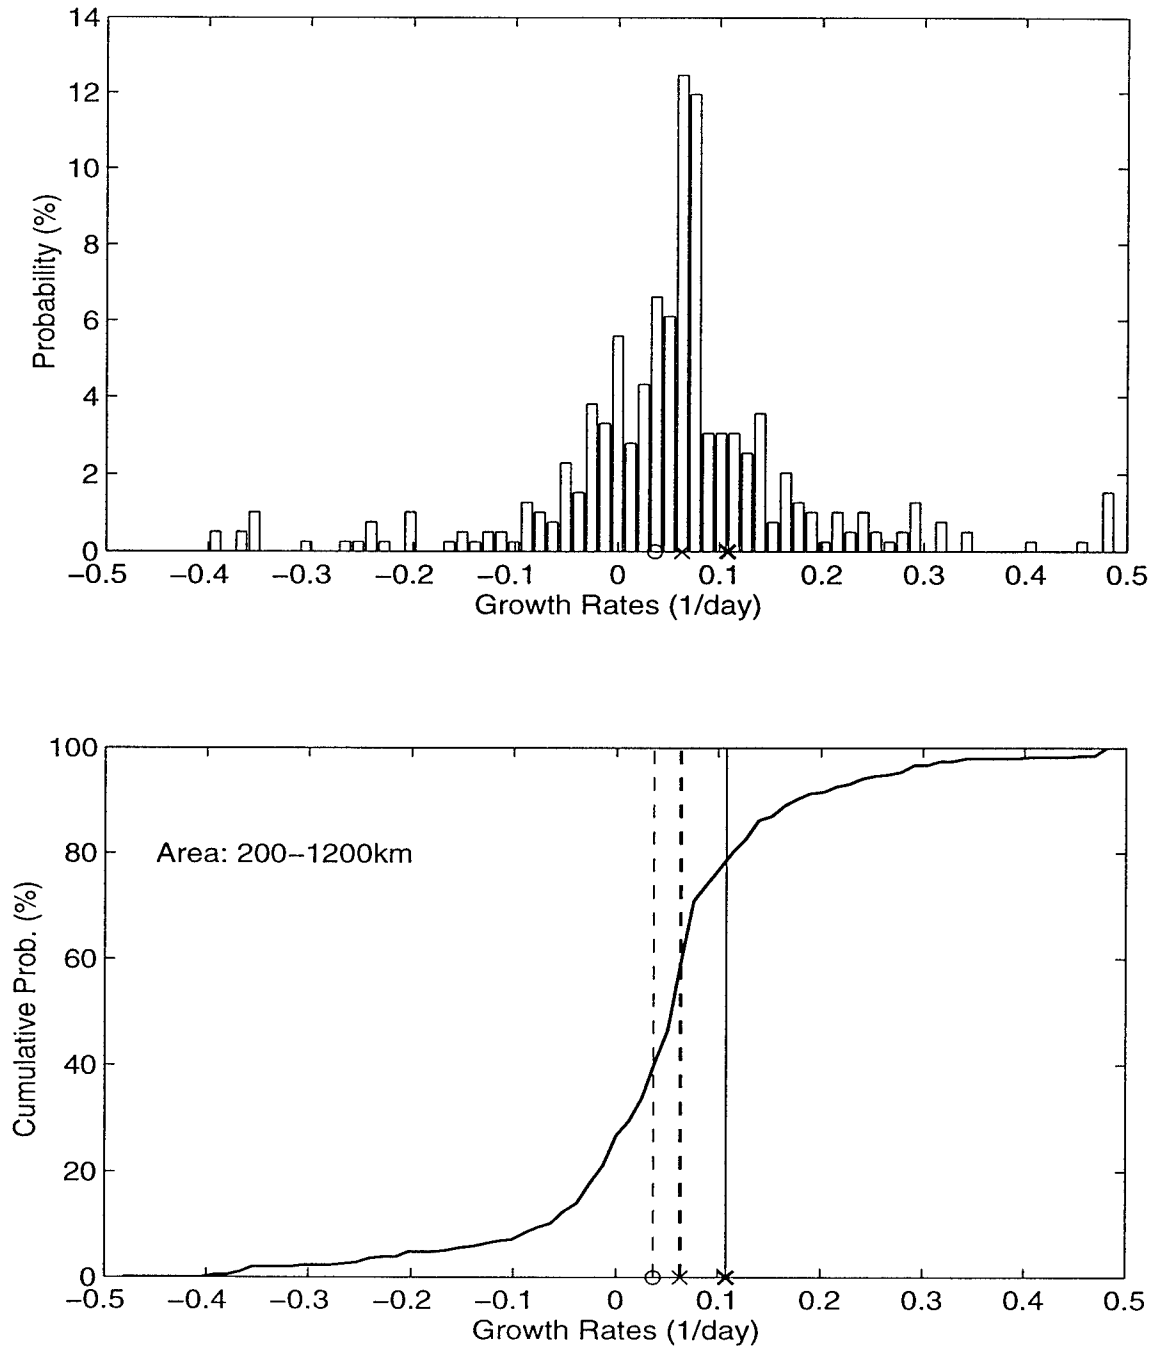 14
12
10
8
6
4
2
0
Probability (%)
−0.5 −0.4 −0.3 −0.2 −0.1 0 0.1 0.2 0.3 0.4 0.5
Growth Rates (1/day)
100
80
60
40
20
0
Cumulative Prob. (%)
Area: 200−1200km
−0.5 −0.4 −0.3 −0.2 −0.1 0 0.1 0.2 0.3 0.4 0.5
Growth Rates (1/day)